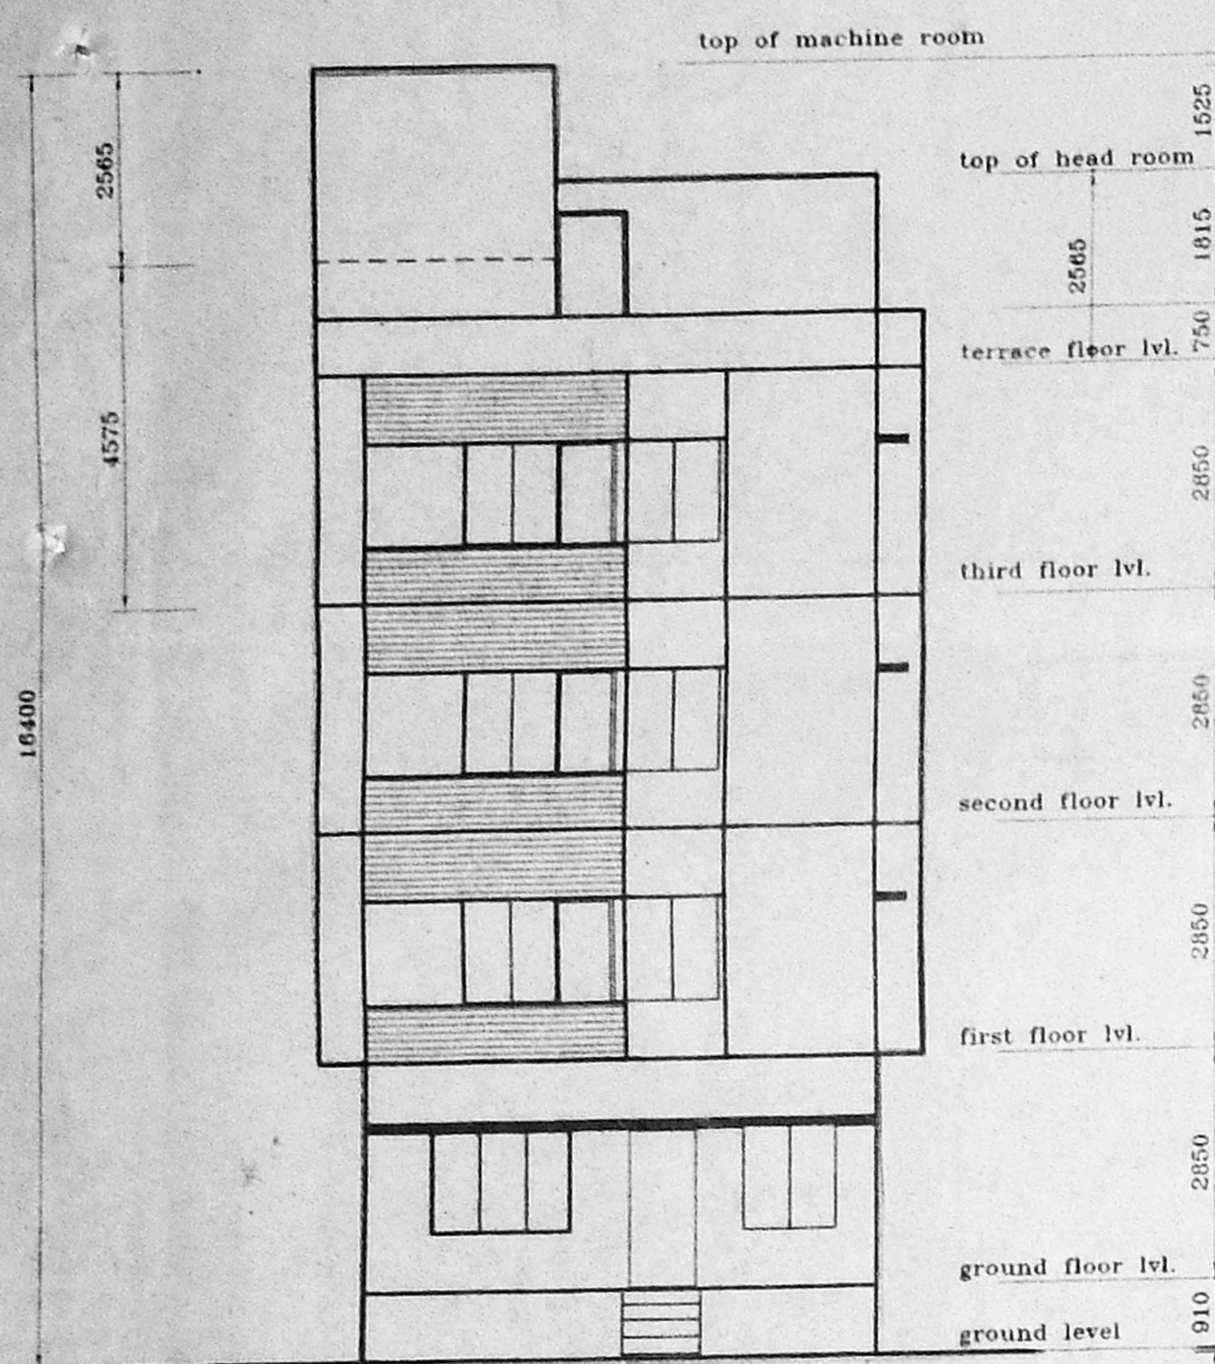 top of machine room
1525
2565
top of head room
1815
2565
750
terrace floor lvl.
4575
2850
third floor lvl.
16400
2850
second floor lvl.
2850
first floor lvl.
2850
ground floor lvl.
910
ground level